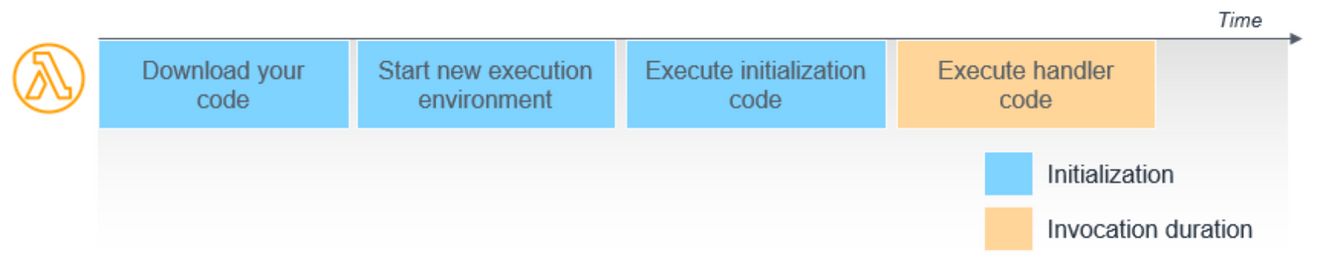 Time
Download your
code
Start new execution
environment
Execute initialization
code
Execute handler
code
Initialization
Invocation duration